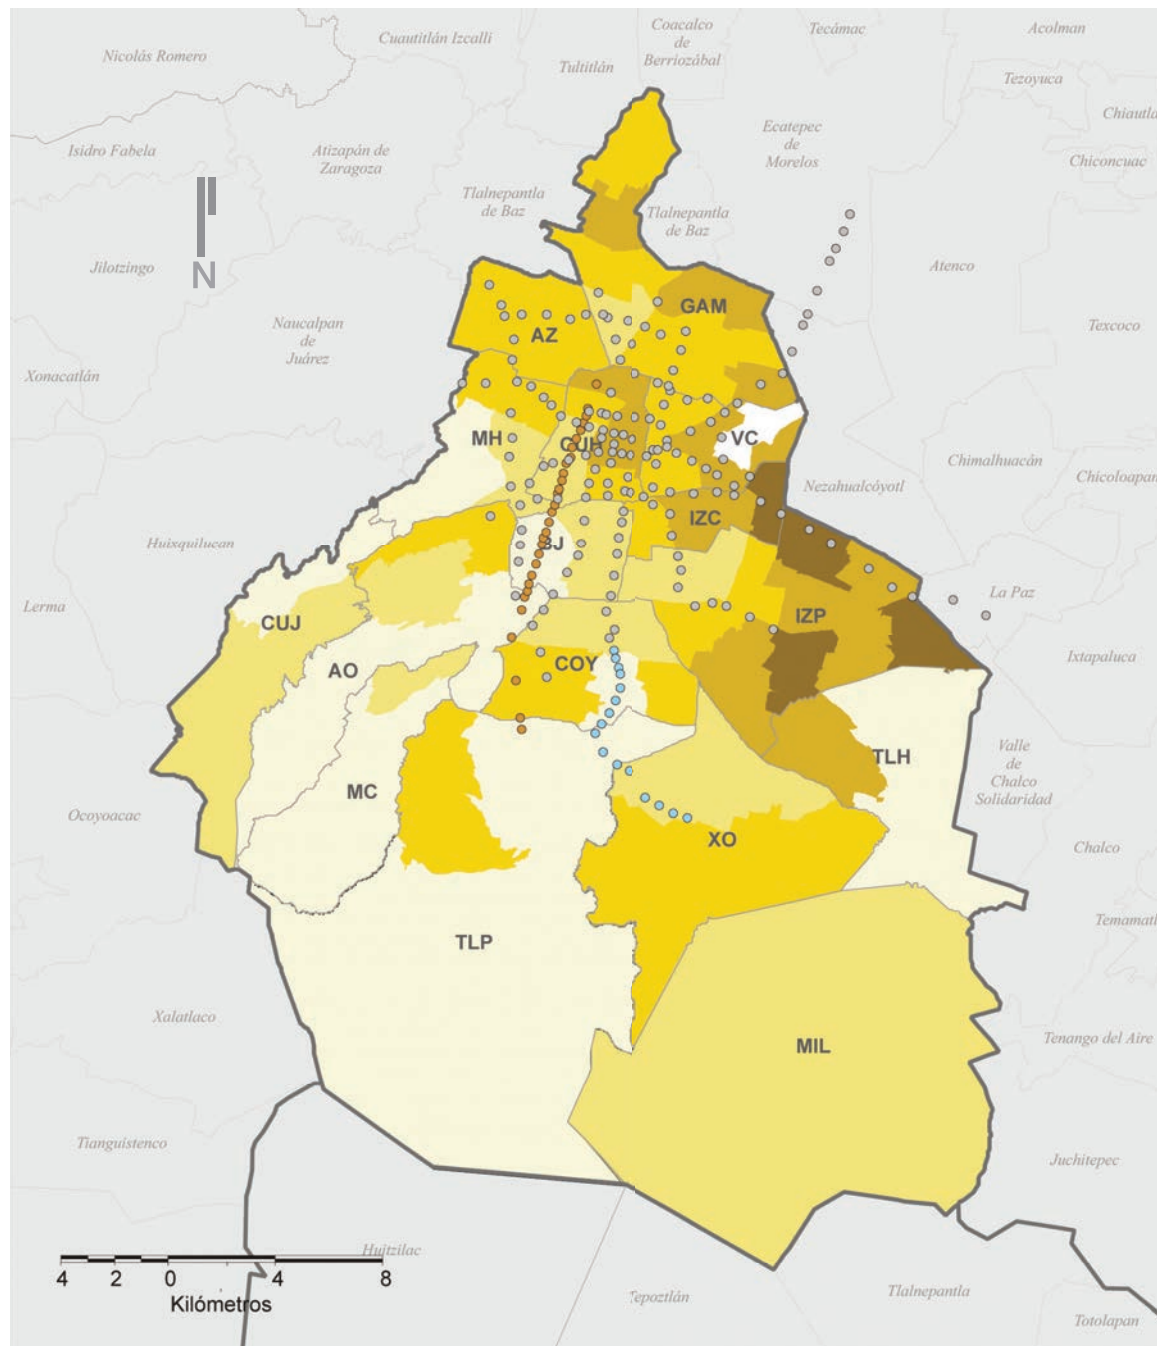 Coacalco
de
Berriozábal
Tecámac
Acolman
Cuautitlán Izcalli
Nicolás Romero
Tultitlán
Tezoyuca
Chiautla
Ecatepec
de
Morelos
Isidro Fabela
Atizapán de
Zaragoza
Chiconcuac
Tlalnepantla
de Baz
Tlalnepantla
de Baz
N
Jilotzingo
Atenco
GAM
Naucalpan
de
Juárez
AZ
Texcoco
Xonacatlán
MH
CUH
VC
Chimalhuacán
Chicoloapan
Nezahualcóyotl
IZC
Huixquilucan
BJ
La Paz
Lerma
CUJ
IZP
AO
COY
Ixtapaluca
TLH
Valle
de
Chalco
Solidaridad
MC
Ocoyoacac
XO
Chalco
Temamatl
TLP
Xalatlaco
MIL
Tenango del Aire
Tianguistenco
Juchitepec
Huitzilac
4 2 0 4 8
Kilómetros
Tepoztlán
Tlalnepantla
Totolapan